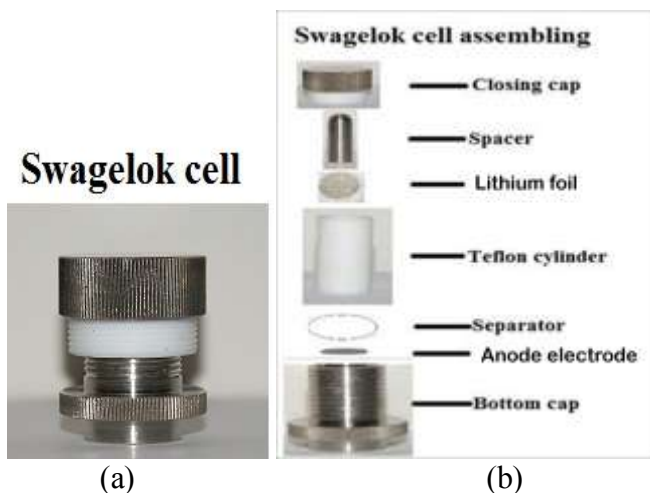 Swagelok cell
(a)
Swagelok cell assembling
Closing cap
Spacer
Lithium foil
Teflon cylinder
Separator
Anode electrode
Bottom cap
(b)